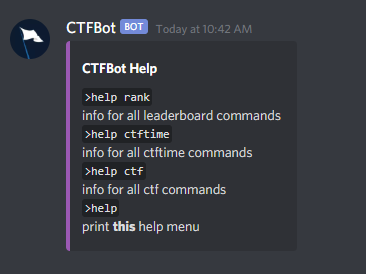 CTFBot BOT Today at 10:42 AM
CTFBot Help
>help rank
info for all leaderboard commands
>help ctftime
info for all ctftime commands
>help ctf
info for all ctf commands
>help
print this help menu